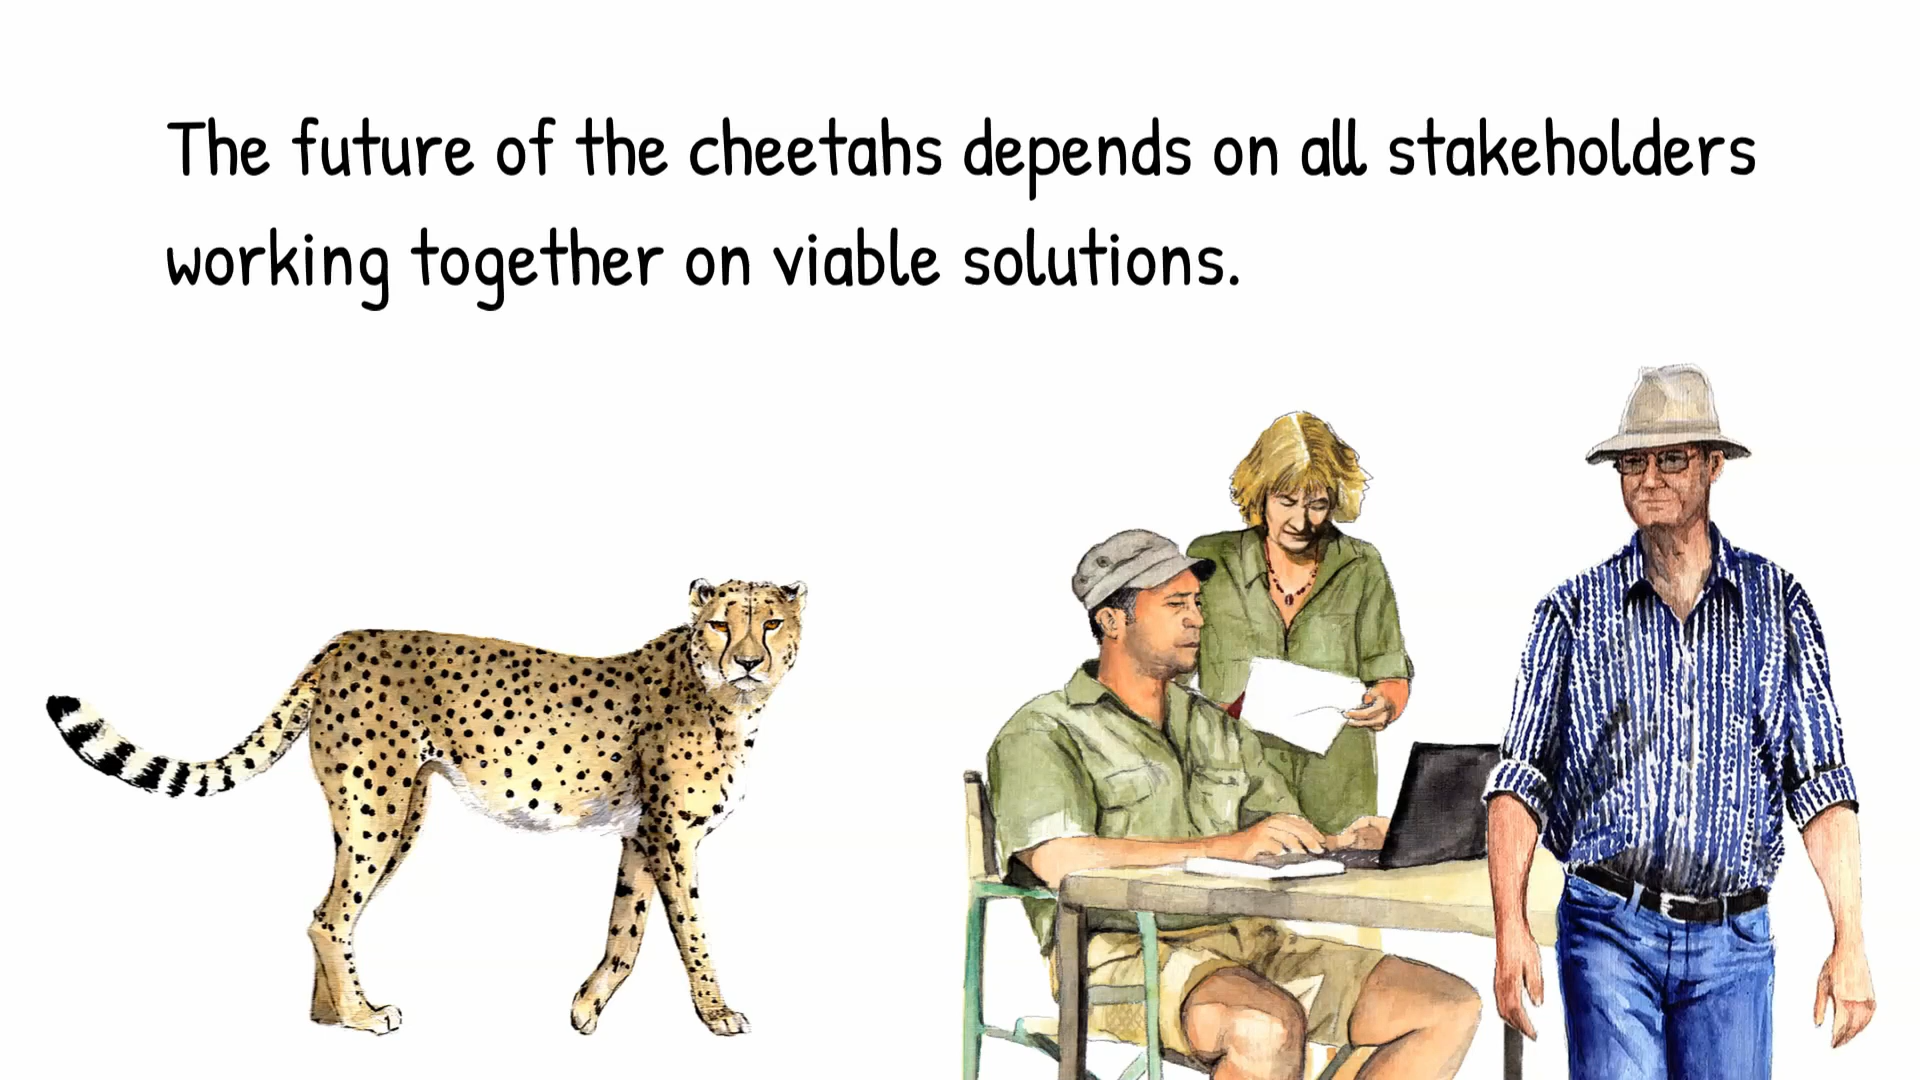 The future of the cheetahs depends on all stakeholders
working together on viable solutions.